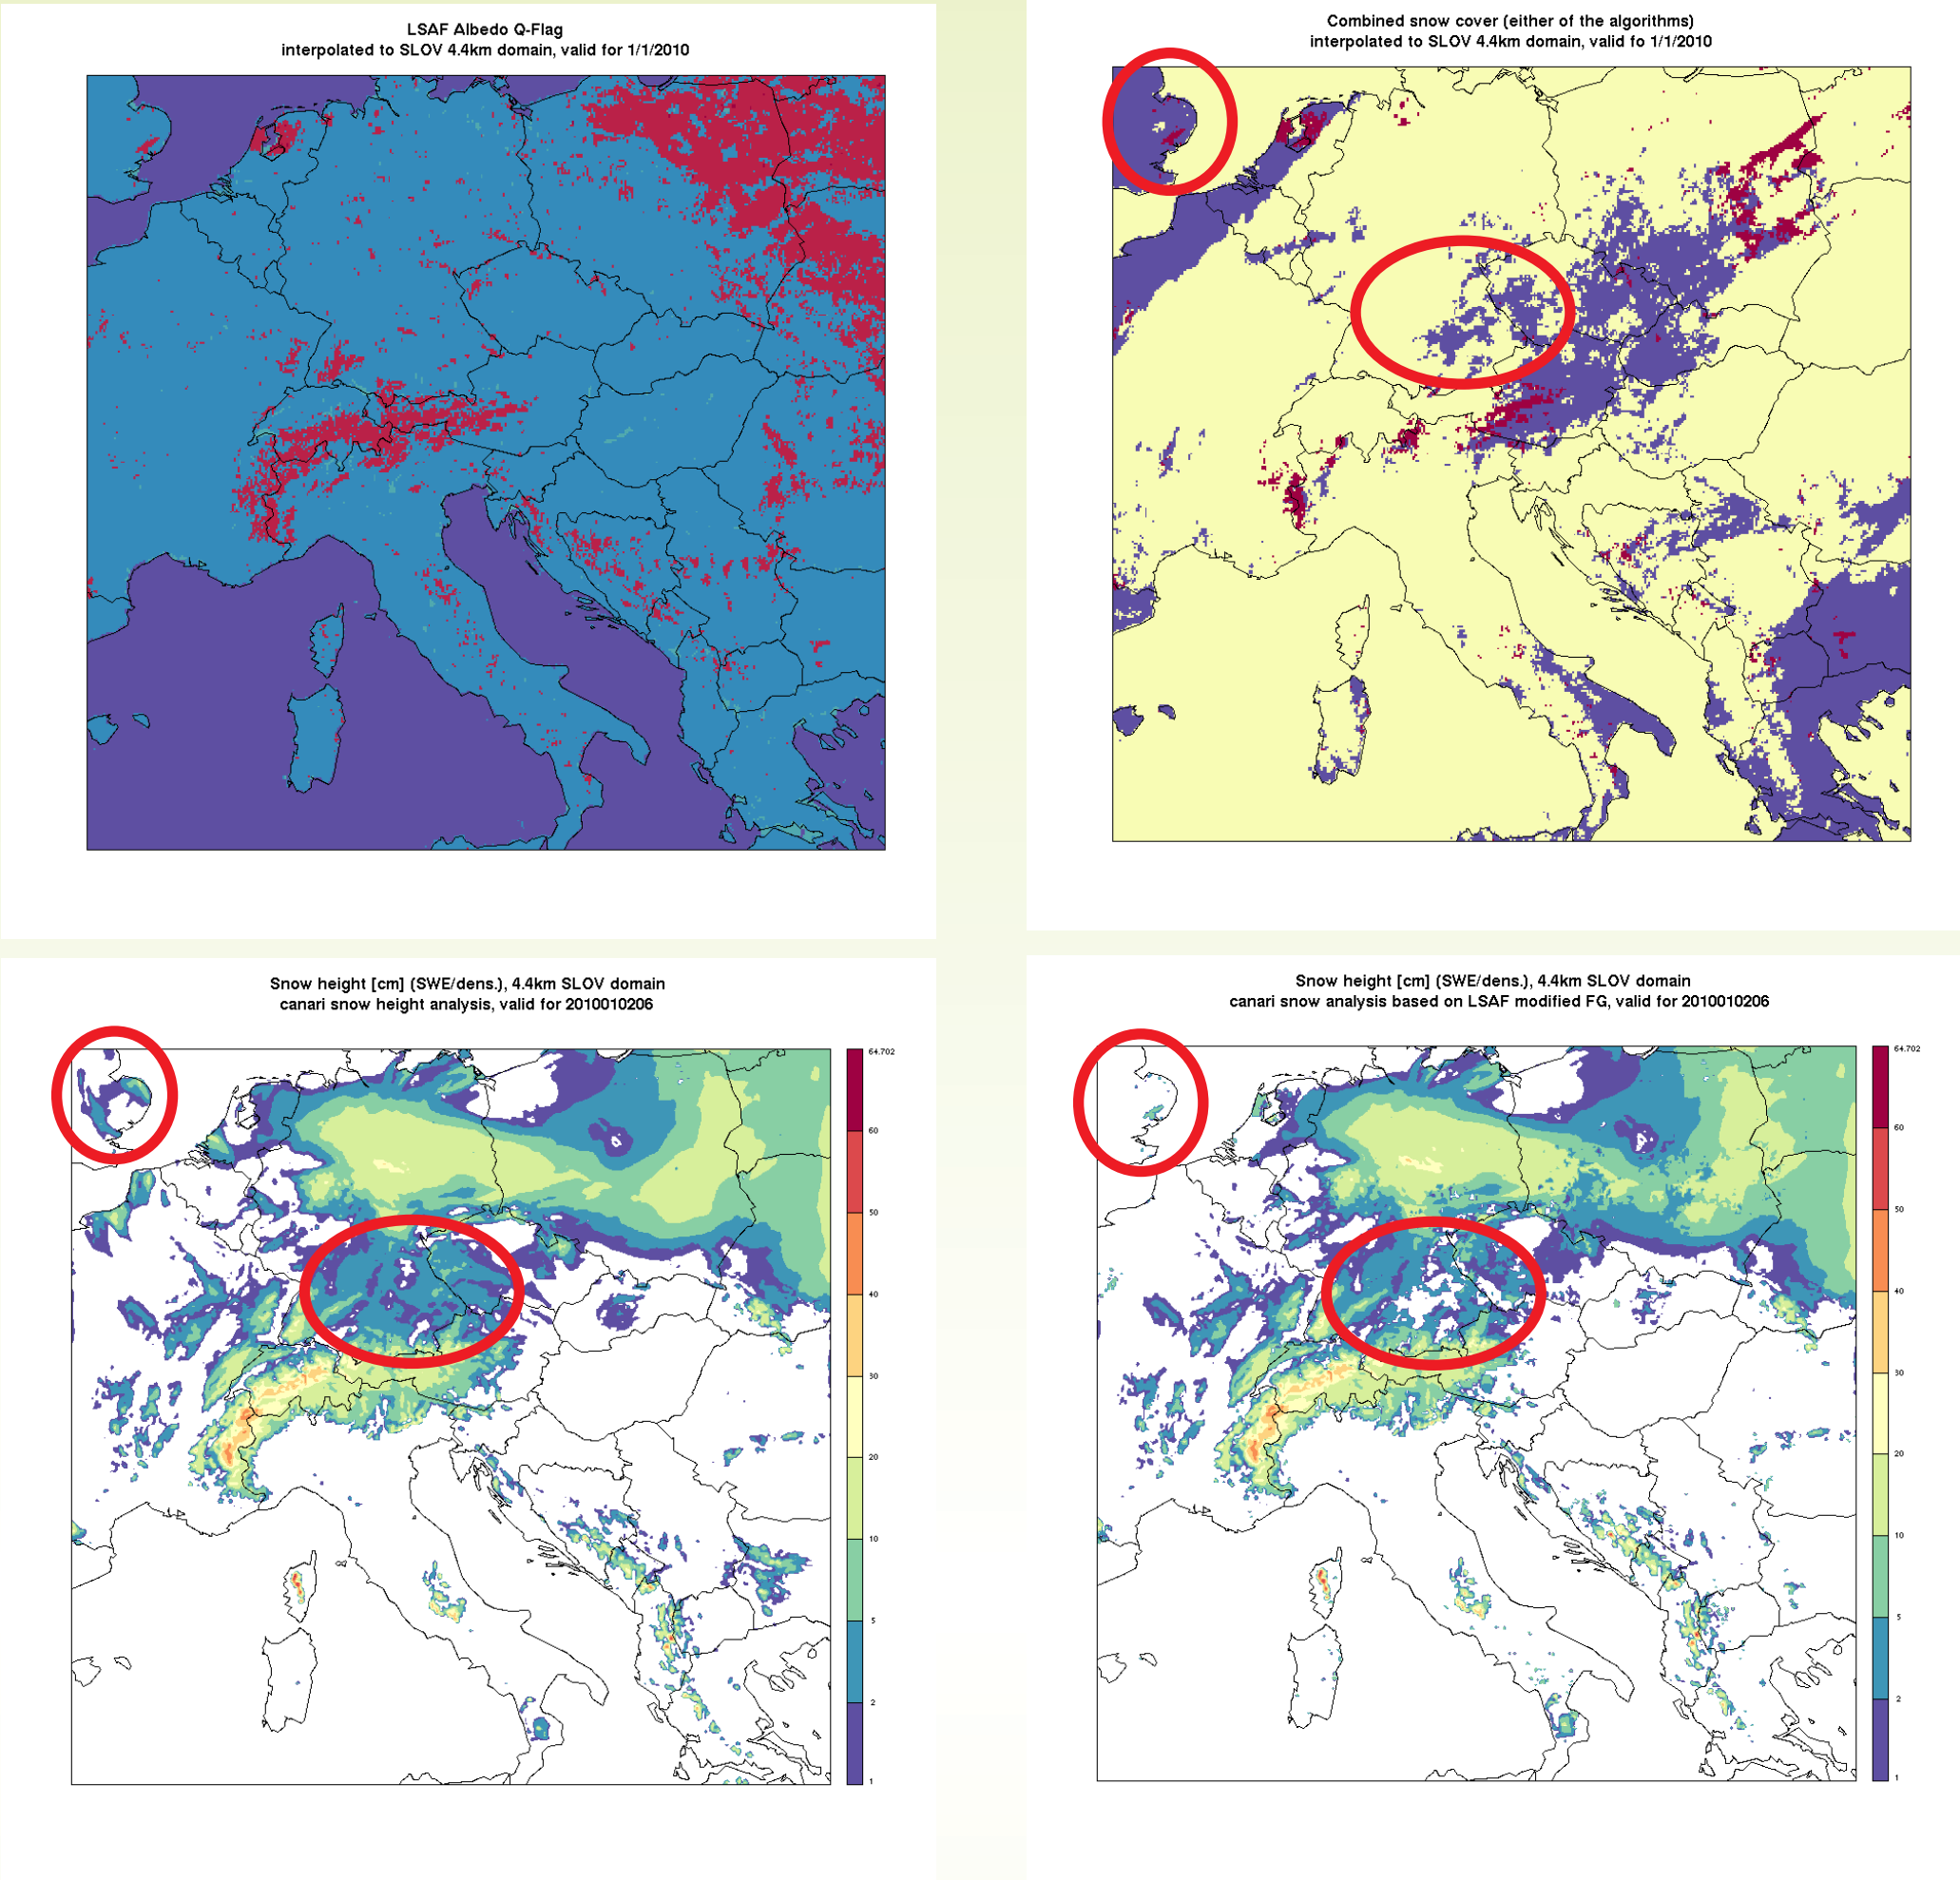 LSAF Albedo Q-Flag
interpolated to SLOV 4.4km domain, valid for 1/1/2010
Combined snow cover (either of the algorithms)
interpolated to SLOV 4.4km domain, valid fo 1/1/2010
Snow height [cm] (SWE/dens.), 4.4km SLOV domain
canari snow height analysis, valid for 2010010206
64.702
60
50
40
30
20
10
5
2
1
Snow height [cm] (SWE/dens.), 4.4km SLOV domain
canari snow analysis based on LSAF modified FG, valid for 2010010206
64.702
60
50
40
30
20
10
5
2
1